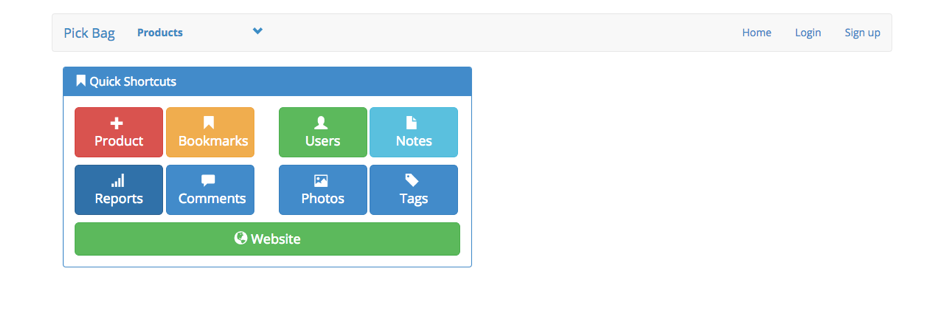 Pick Bag Products Home Login Sign up
Quick Shortcuts
Product Bookmarks Users Notes
Reports Comments Photos Tags
Website